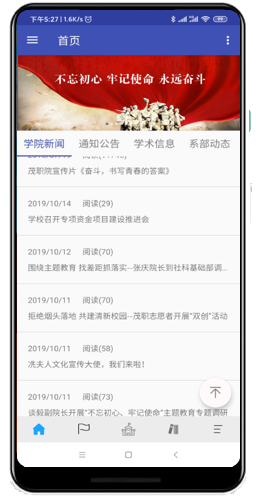 下午5:27 | 1.6K/s
首页
不忘初心 牢记使命 永远奋斗
学院新闻 通知公告 学术信息 系部动态
茂职院宣传片《奋斗，书写青春的答案》
2019/10/14 阅读(29)
学校召开专项资金项目建设推进会
2019/10/12 阅读(70)
围绕主题教育 找差距抓落实--张庆院长到社科基础部调...
2019/10/11 阅读(70)
拒绝烟头落地 共建清新校园--茂职志愿者开展"双创"活动
2019/10/11 阅读(58)
冼夫人文化宣传大使，我们来啦！
2019/10/11 阅读(73)
谈毅副院长开展"不忘初心、牢记使命"主题教育专题调研